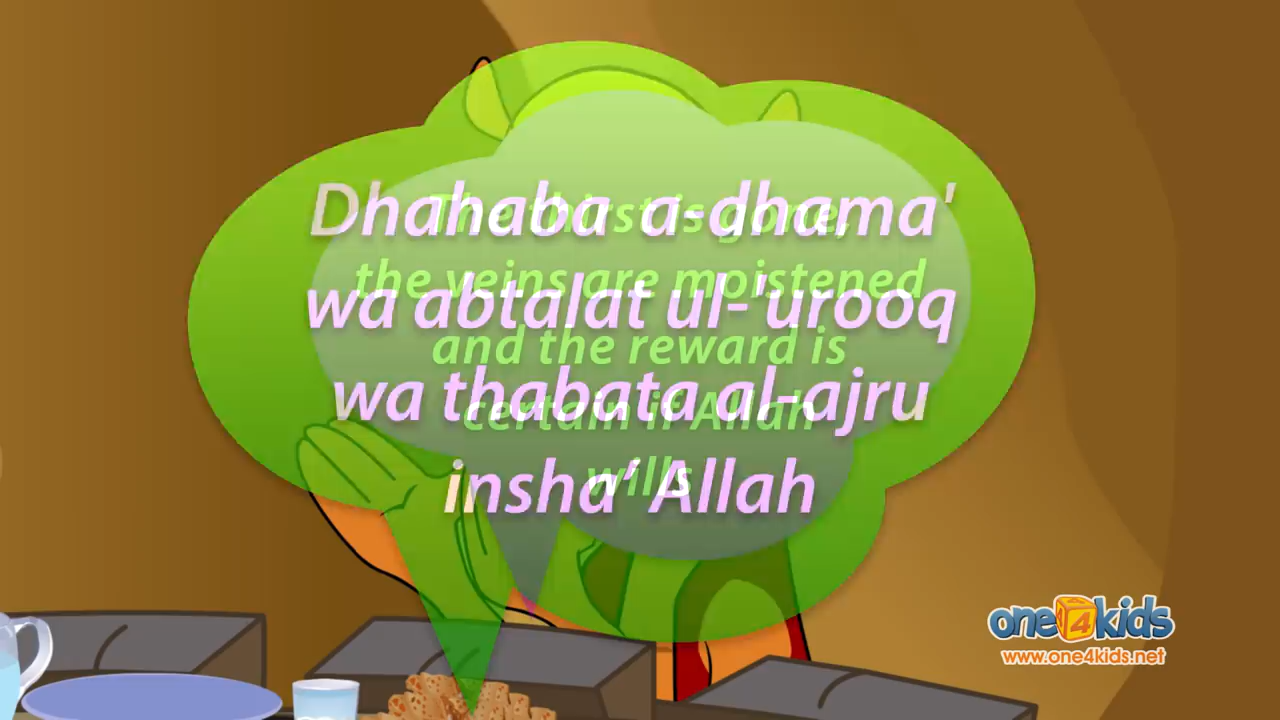 Dhahaba a-dhama'
wa abtalat ul-'urooq
wa thabata al-ajru
insha‘ Allah
The thirst is gone,
the veins are moistened
and the reward is
certain if Allah
wills
one4kids
www.one4kids.net